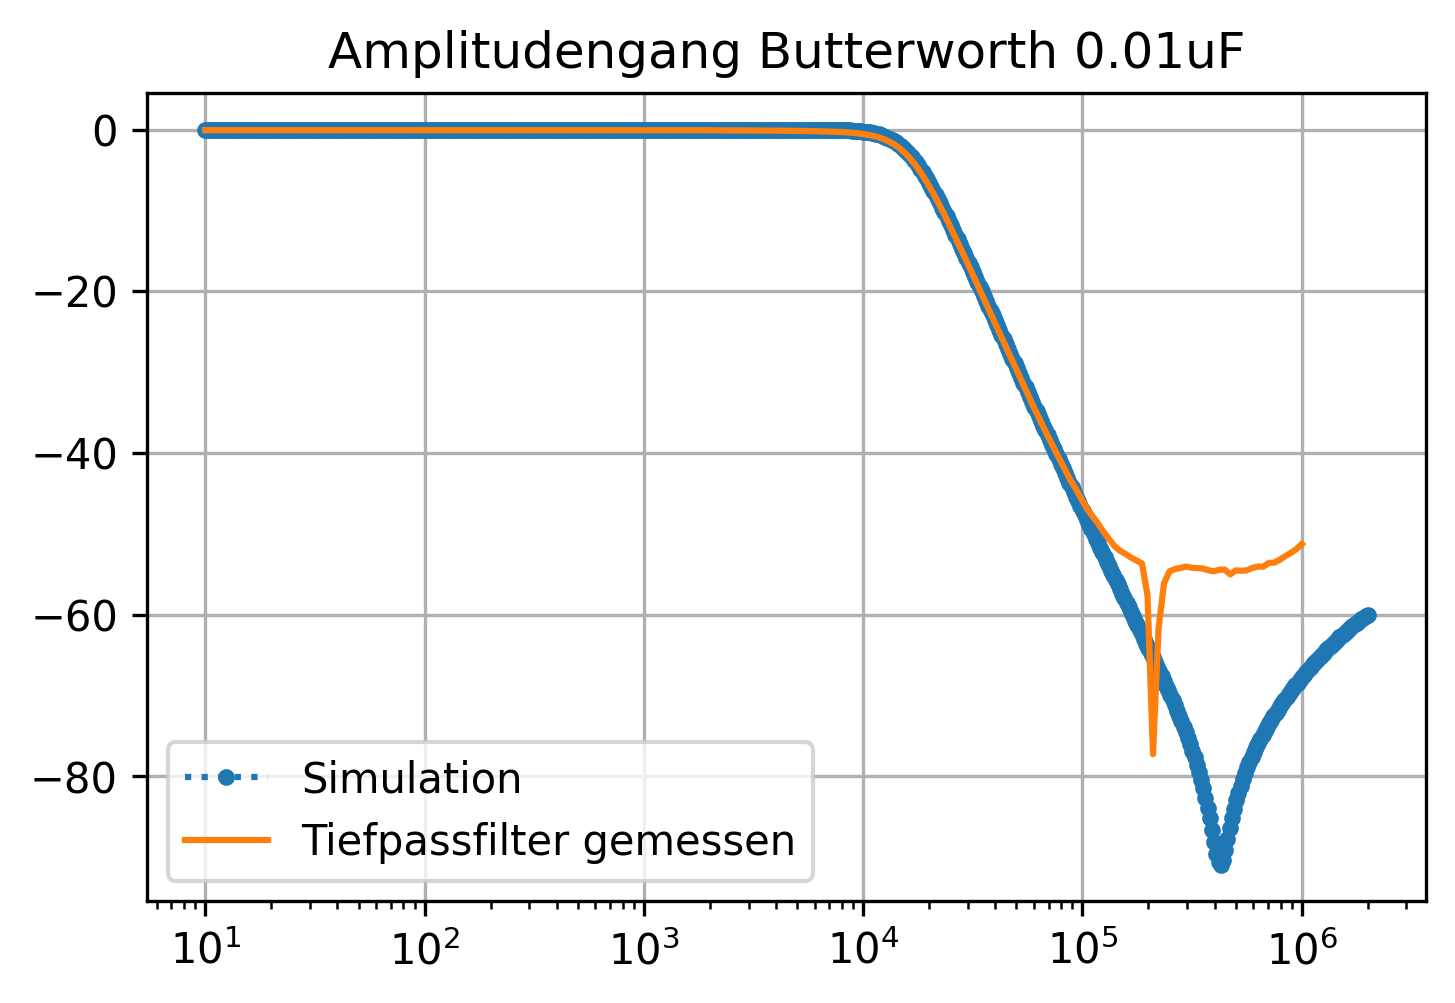 Amplitudengang Butterworth 0.01uF
0
−20
−40
−60
−80
Simulation
Tiefpassfilter gemessen
10¹ 10² 10³ 10⁴ 10⁵ 10⁶